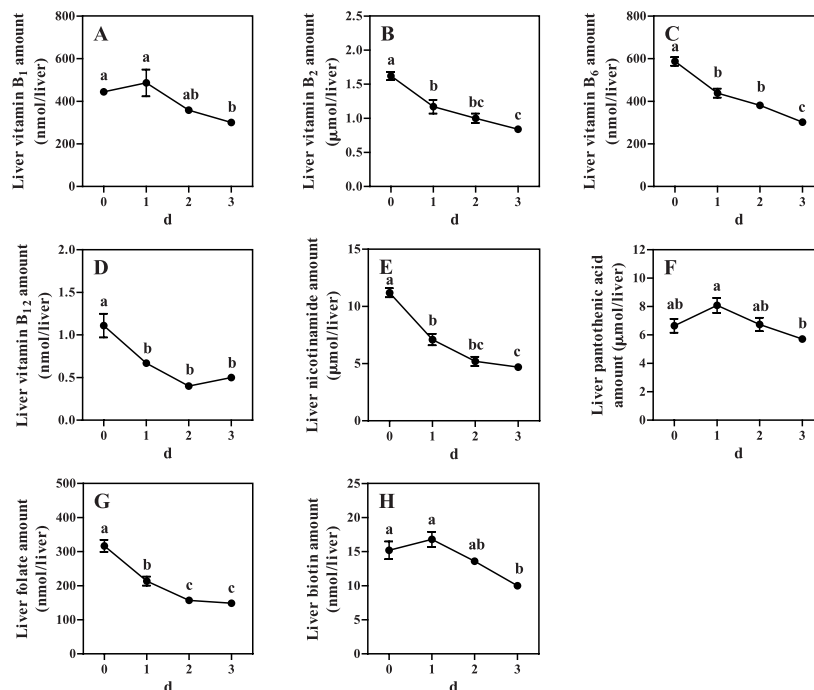 A
Liver vitamin B1 amount
(nmol/liver)
800
600
400
200
0
a
a
ab
b
0 1 2 3
d
B
Liver vitamin B2 amount
(μmol/liver)
2.5
2.0
1.5
1.0
0.5
0.0
a
b
bc
c
0 1 2 3
d
C
Liver vitamin B6 amount
(nmol/liver)
800
600
400
200
0
a
b
b
c
0 1 2 3
d
D
Liver vitamin B12 amount
(nmol/liver)
2.0
1.5
1.0
0.5
0.0
a
b
b
b
0 1 2 3
d
E
Liver nicotinamide amount
(μmol/liver)
15
10
5
0
a
b
bc
c
0 1 2 3
d
F
Liver pantothenic acid
amount (μmol/liver)
12
10
8
6
4
2
0
ab
a
ab
b
0 1 2 3
d
G
Liver folate amount
(nmol/liver)
500
400
300
200
100
0
a
b
c
c
0 1 2 3
d
H
Liver biotin amount
(nmol/liver)
25
20
15
10
5
0
a
a
ab
b
0 1 2 3
d